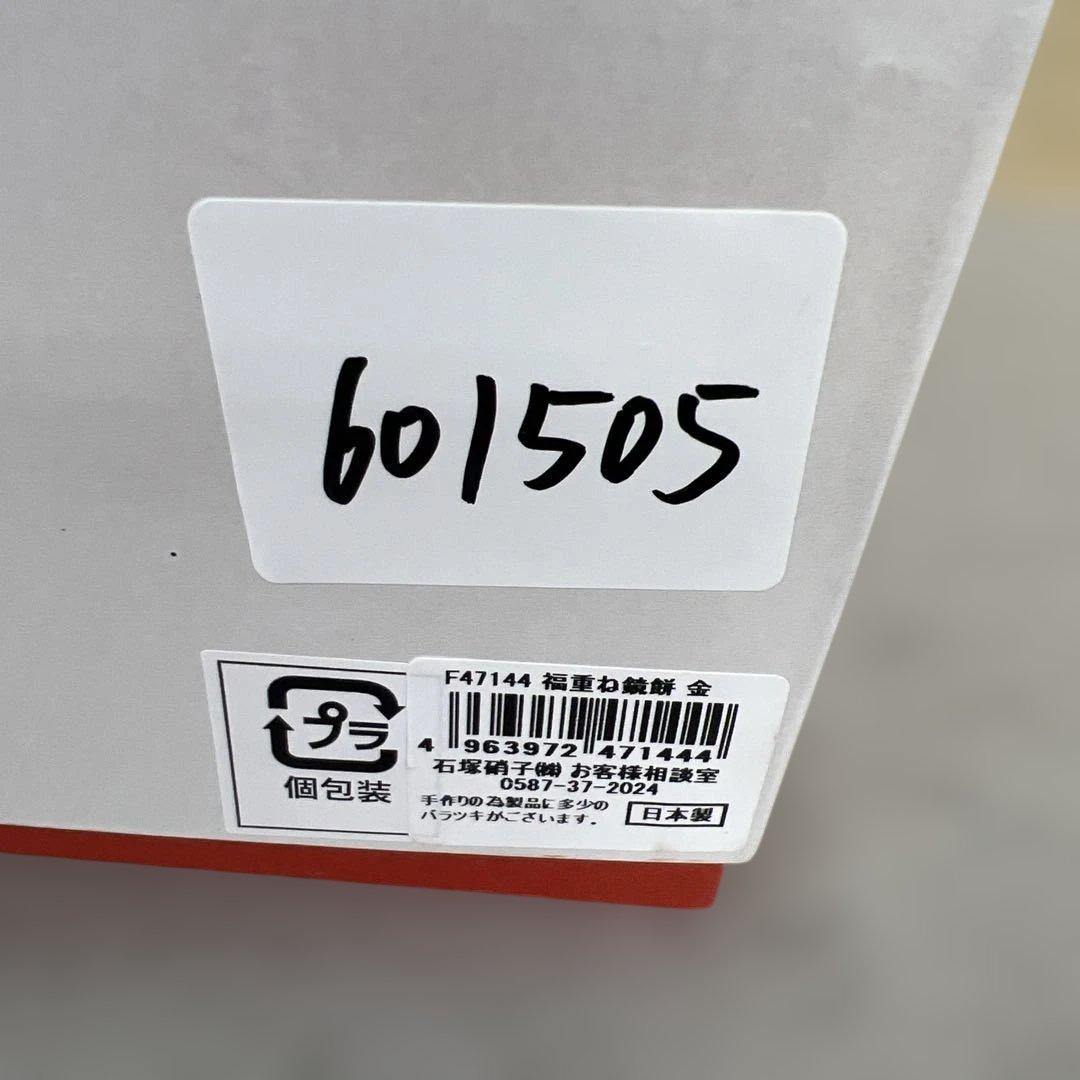 601505
プラ
個包装
F47144 福重ね鏡餅 金
4 963972 471444
石塚硝子㈱ お客様相談室
0587-37-2024
手作りの為製品に多少の
バラツキがございます。
日本製